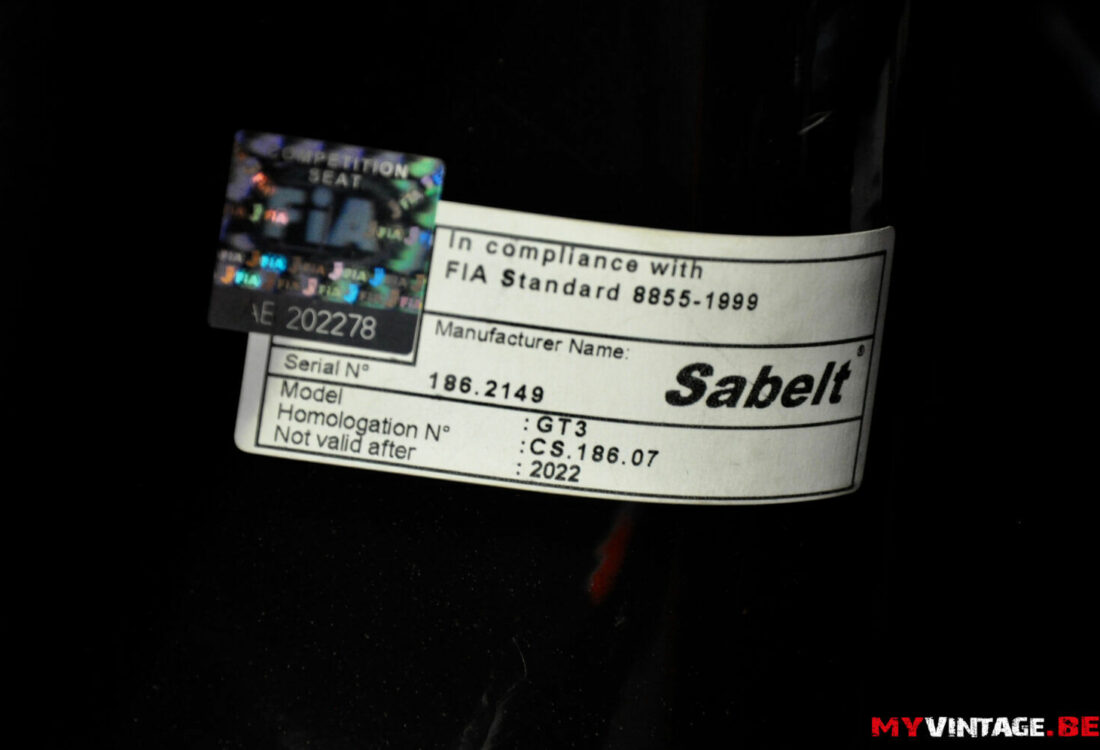 COMPETITION
SEAT
FIA
AE 202278
In compliance with
FIA Standard 8855-1999
Manufacturer Name:
Sabelt®
Serial N° 186.2149
Model : GT3
Homologation N° : CS.186.07
Not valid after : 2022
MYVINTAGE.BE